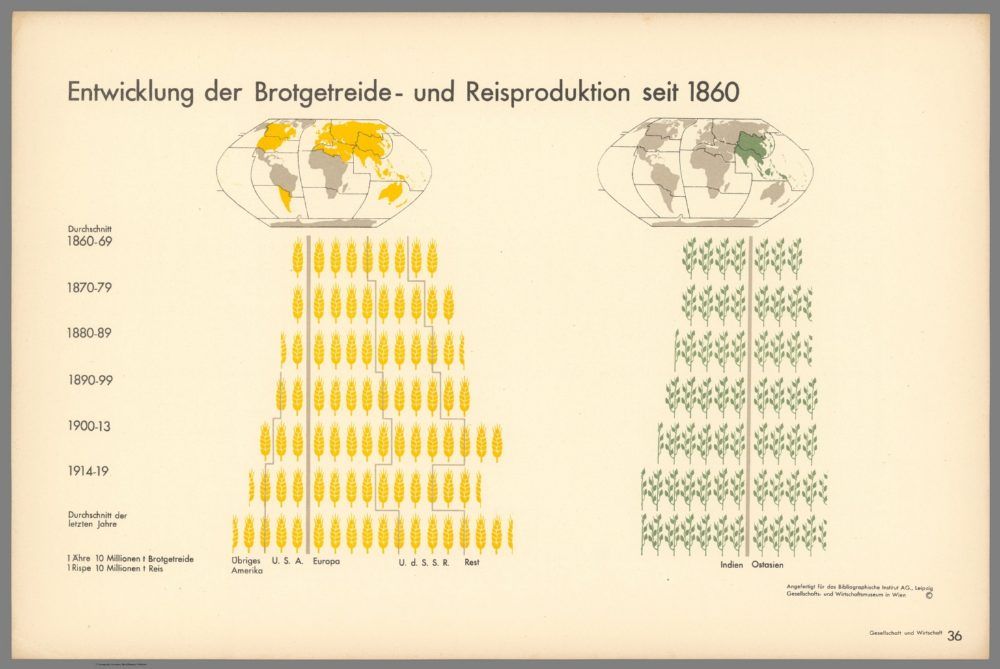 Entwicklung der Brotgetreide- und Reisproduktion seit 1860
Durchschnitt
1860-69
1870-79
1880-89
1890-99
1900-13
1914-19
Durchschnitt der
letzten Jahre
1 Ähre 10 Millionen t Brotgetreide
1 Rispe 10 Millionen t Reis
Übriges
Amerika
U. S. A.
Europa
U. d. S. S. R.
Rest
Indien
Ostasien
Angefertigt für das Bibliographische Institut AG., Leipzig
Gesellschafts- und Wirtschaftsmuseum in Wien ©
Gesellschaft und Wirtschaft 36